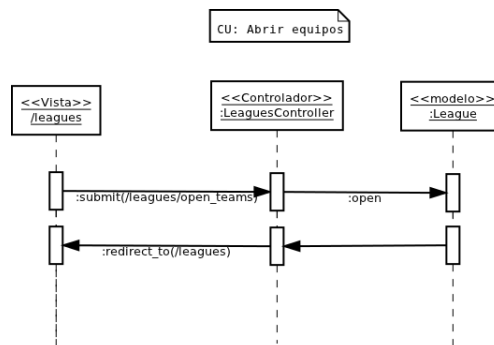 CU: Abrir equipos
<<Vista>>
/leagues
<<Controlador>>
:LeaguesController
<<modelo>>
:League
:submit(/leagues/open_teams)
:open
:redirect_to(/leagues)